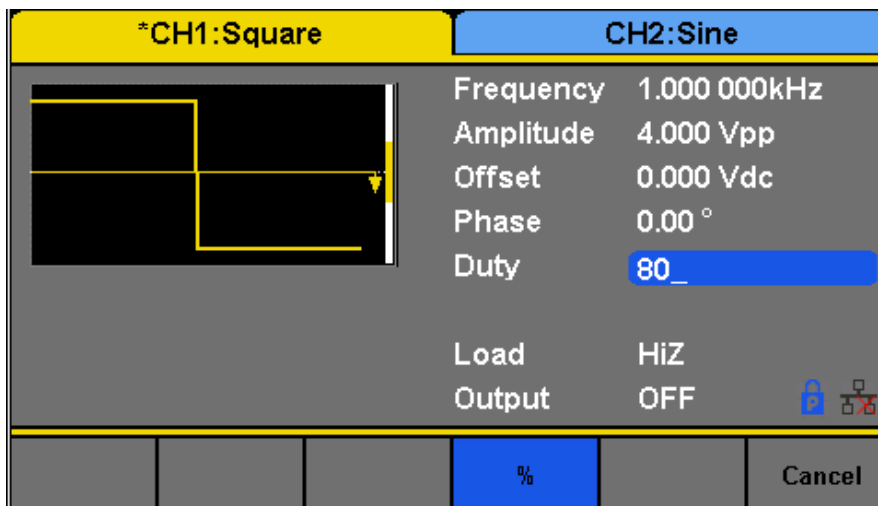 *CH1:Square
CH2:Sine
Frequency 1.000 000kHz
Amplitude 4.000 Vpp
Offset 0.000 Vdc
Phase 0.00 °
Duty 80_
Load HiZ
Output OFF
P
% Cancel